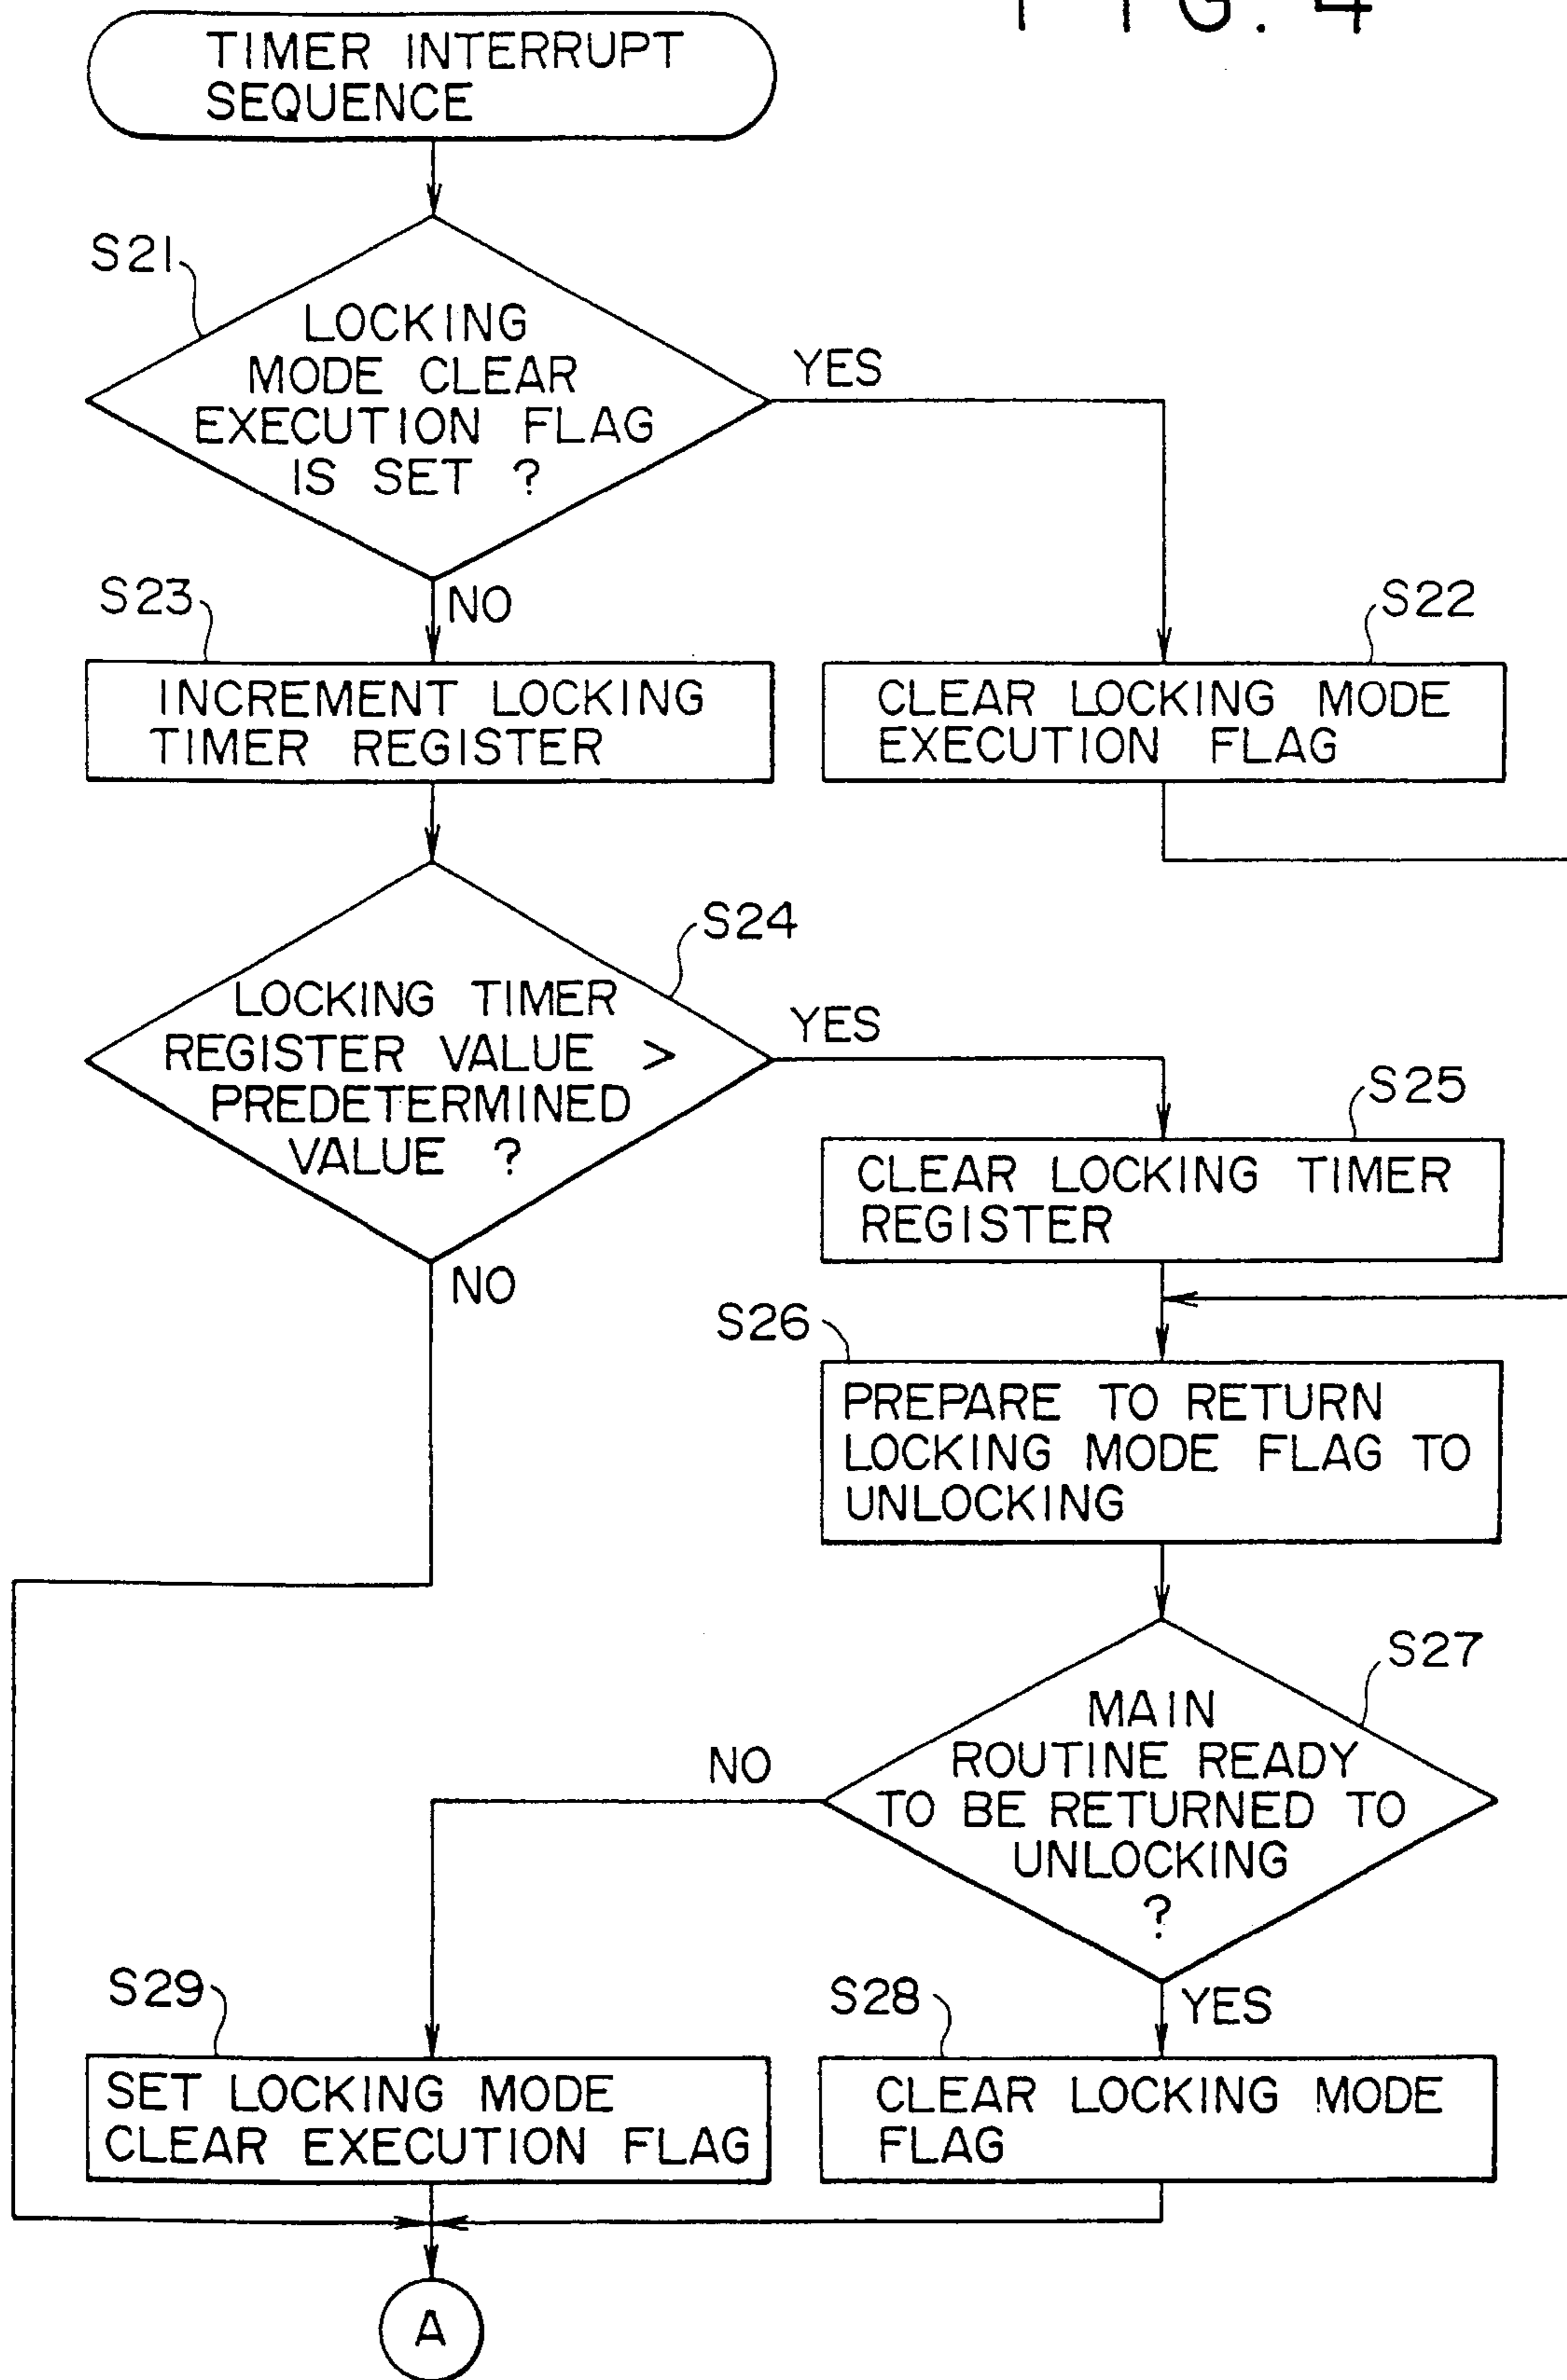 FIG. 4
TIMER INTERRUPT
SEQUENCE
S21
LOCKING
MODE CLEAR
EXECUTION FLAG
IS SET ?
YES
NO
S23
INCREMENT LOCKING
TIMER REGISTER
S22
CLEAR LOCKING MODE
EXECUTION FLAG
S24
LOCKING TIMER
REGISTER VALUE >
PREDETERMINED
VALUE ?
YES
NO
S25
CLEAR LOCKING TIMER
REGISTER
S26
PREPARE TO RETURN
LOCKING MODE FLAG TO
UNLOCKING
S27
MAIN
ROUTINE READY
TO BE RETURNED TO
UNLOCKING
?
NO
YES
S29
SET LOCKING MODE
CLEAR EXECUTION FLAG
S28
CLEAR LOCKING MODE
FLAG
A